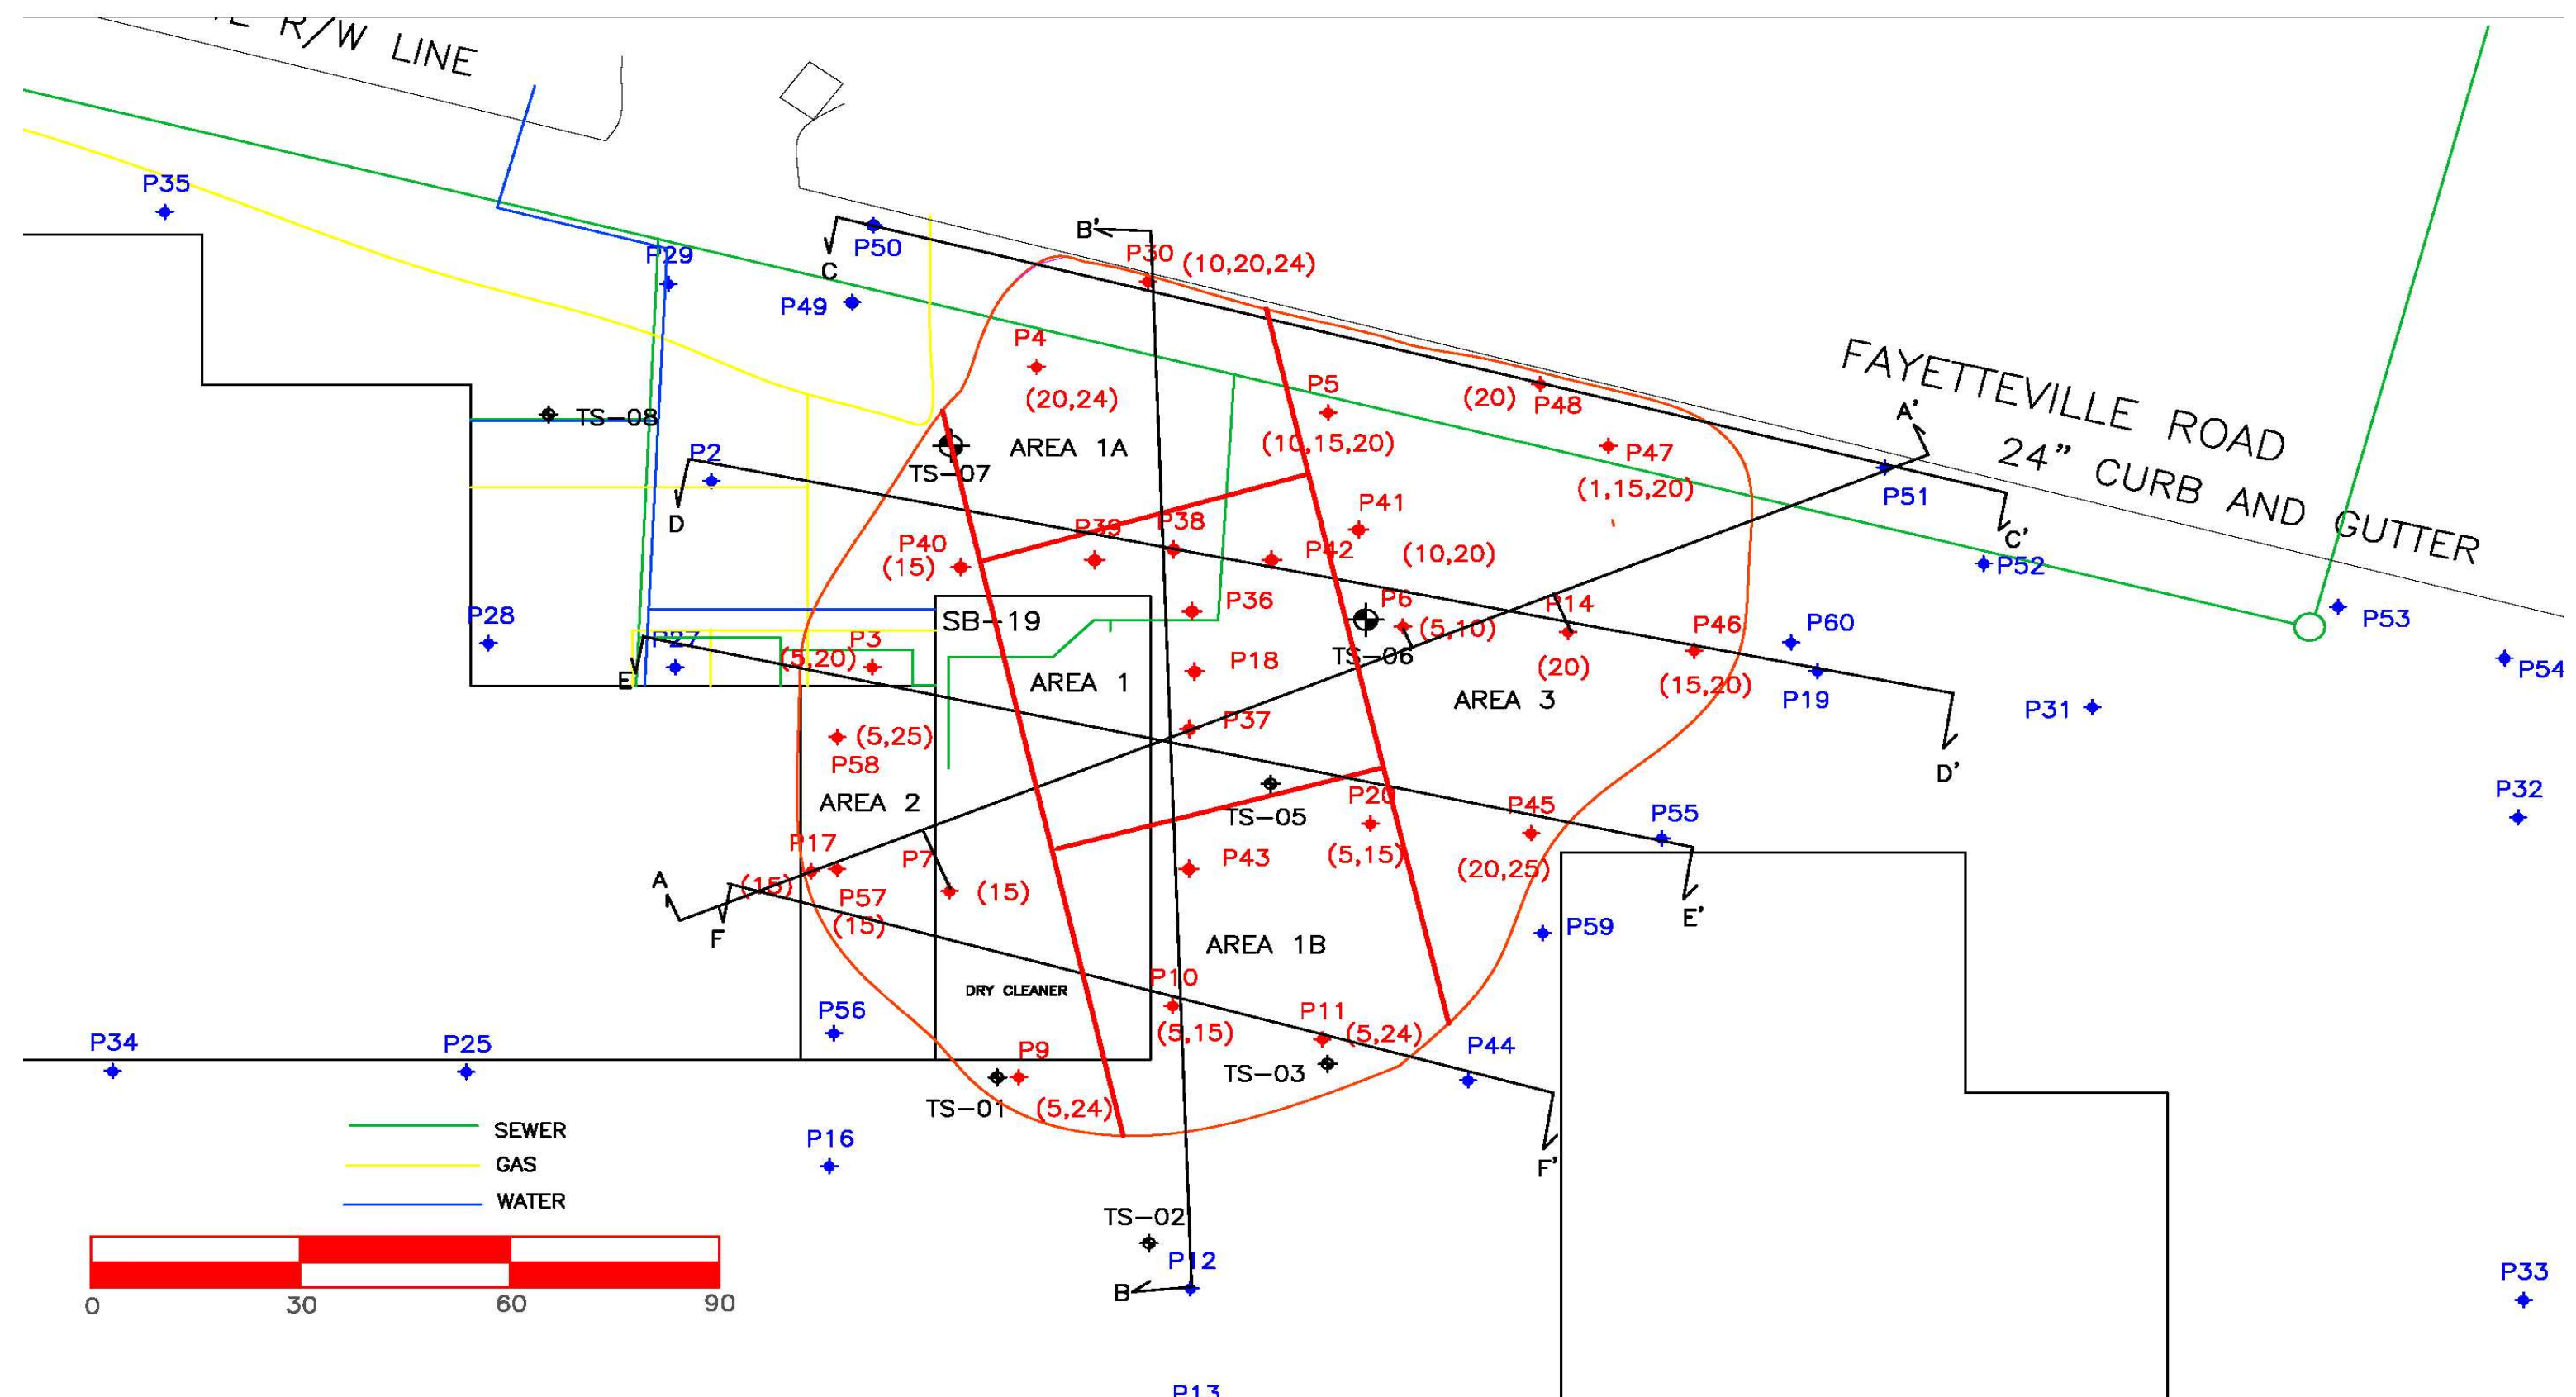 R/W LINE
P35
P29
P50
C
P49
B'
P30 (10,20,24)
P4
(20,24)
AREA 1A
TS-07
P5
(10,15,20)
(20)
P48
P47
(1,15,20)
FAYETTEVILLE ROAD
24" CURB AND GUTTER
A'
P51
C'
P52
P53
P54
TS-08
P2
D
P40
(15)
P39
P38
P42
P41
(10,20)
P36
SB-19
P6
(5,10)
TS-06
P14
(20)
P46
(15,20)
P60
P19
P31
D'
P28
P27
E
P3
(5,20)
AREA 1
P18
P37
AREA 3
(5,25)
P58
AREA 2
TS-05
P20
(5,15)
P45
(20,25)
P55
P32
E'
P17
(15)
P57
(15)
P7
(15)
A
F
P43
AREA 1B
P59
DRY CLEANER
P10
(5,15)
P11
(5,24)
TS-03
P44
P56
P34
P25
P9
TS-01
(5,24)
P16
F'
SEWER
GAS
WATER
TS-02
P12
B
0 30 60 90
P33
P13